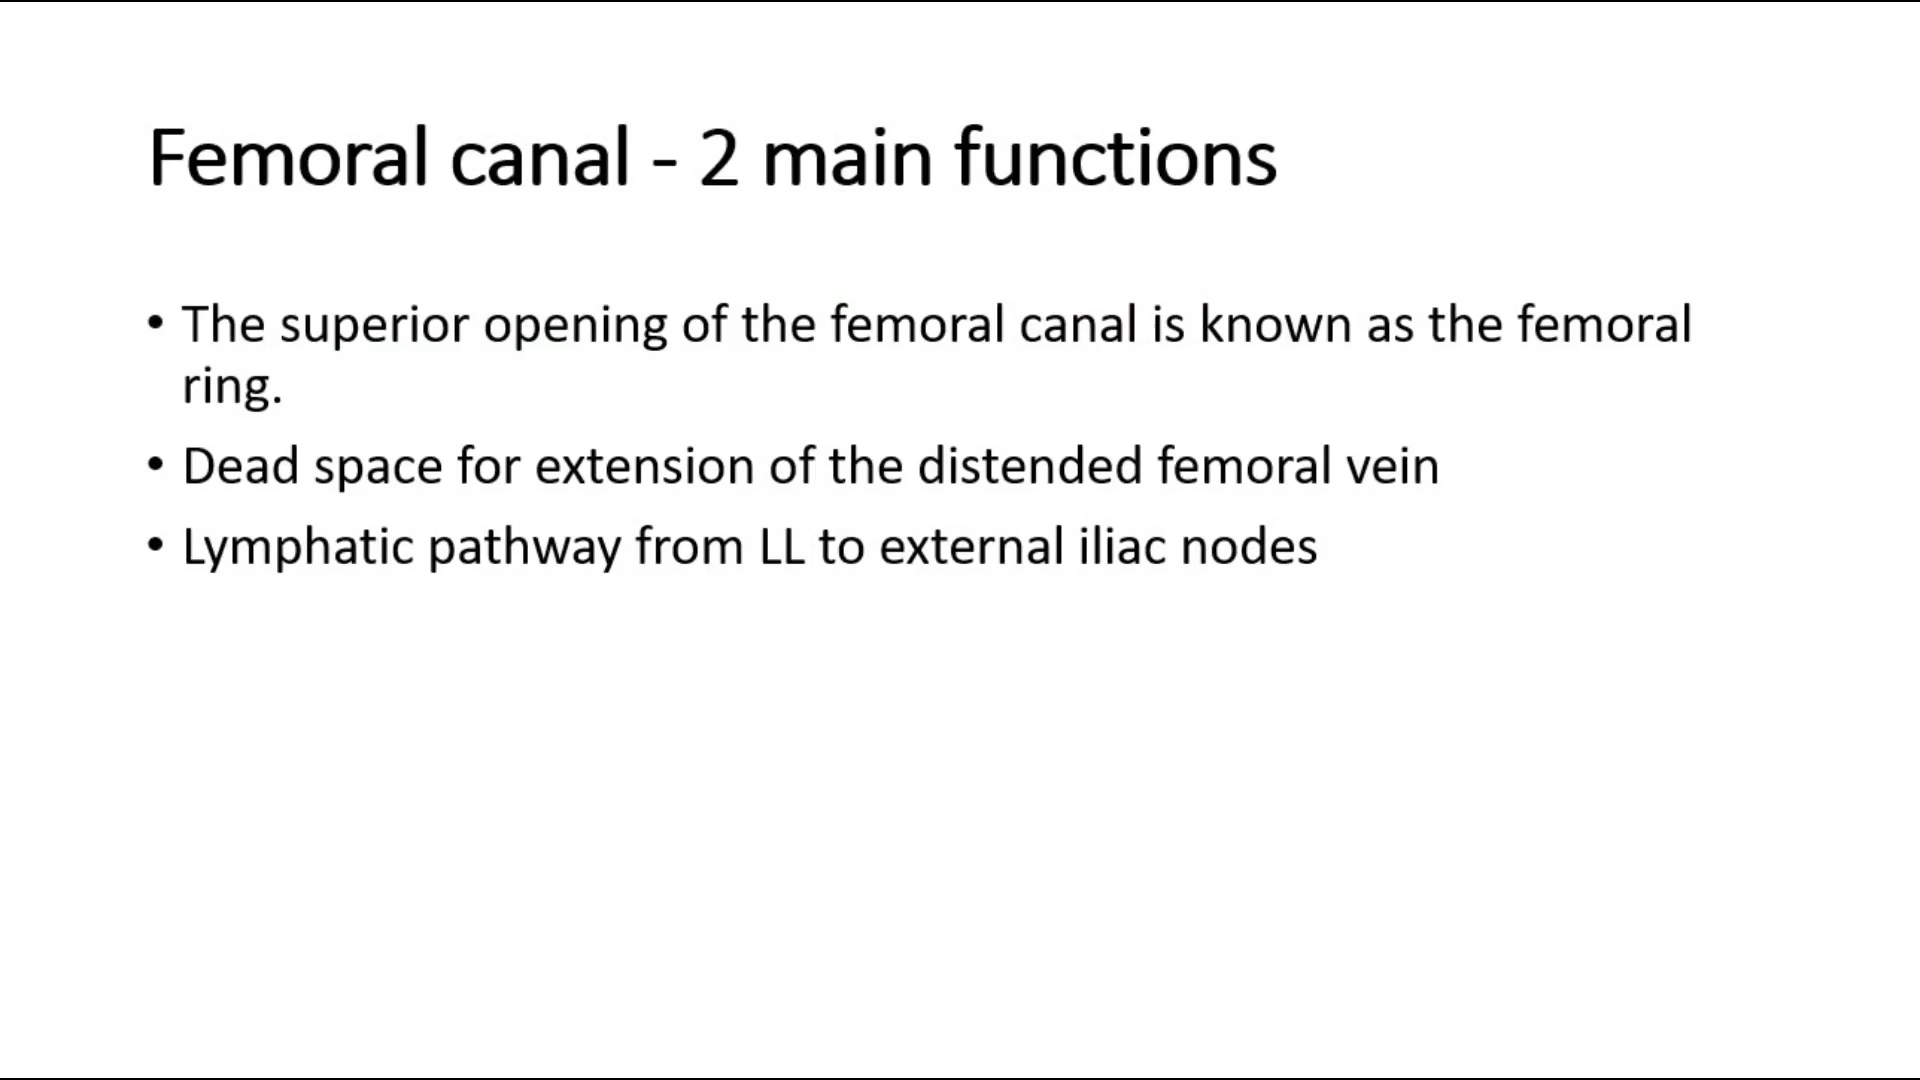 Femoral canal - 2 main functions
• The superior opening of the femoral canal is known as the femoral
ring.
• Dead space for extension of the distended femoral vein
• Lymphatic pathway from LL to external iliac nodes